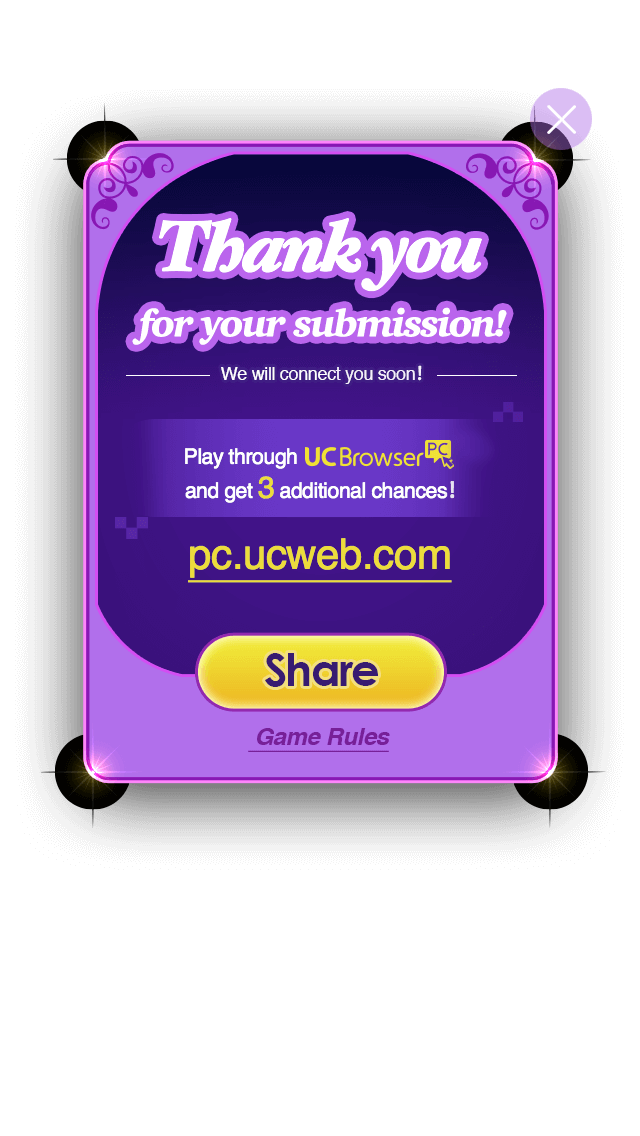 Thank you
for your submission!
We will connect you soon!
Play through UC Browser PC
and get 3 additional chances!
pc.ucweb.com
Share
Game Rules